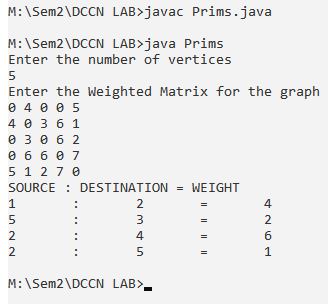 M:\Sem2\DCCN LAB>javac Prims.java
M:\Sem2\DCCN LAB>java Prims
Enter the number of vertices
5
Enter the Weighted Matrix for the graph
0 4 0 0 5
4 0 3 6 1
0 3 0 6 2
0 6 6 0 7
5 1 2 7 0
SOURCE : DESTINATION = WEIGHT
1 : 2 = 4
5 : 3 = 2
2 : 4 = 6
2 : 5 = 1
M:\Sem2\DCCN LAB>